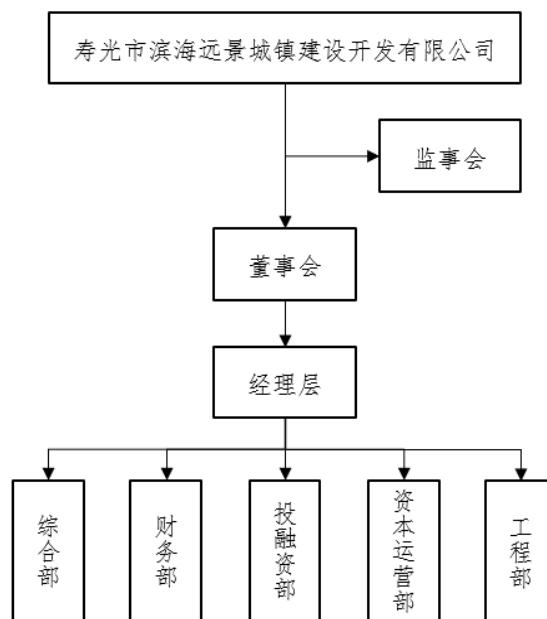 寿光市滨海远景城镇建设开发有限公司
监事会
董事会
经理层
综合部
财务部
投融资部
资本运营部
工程部